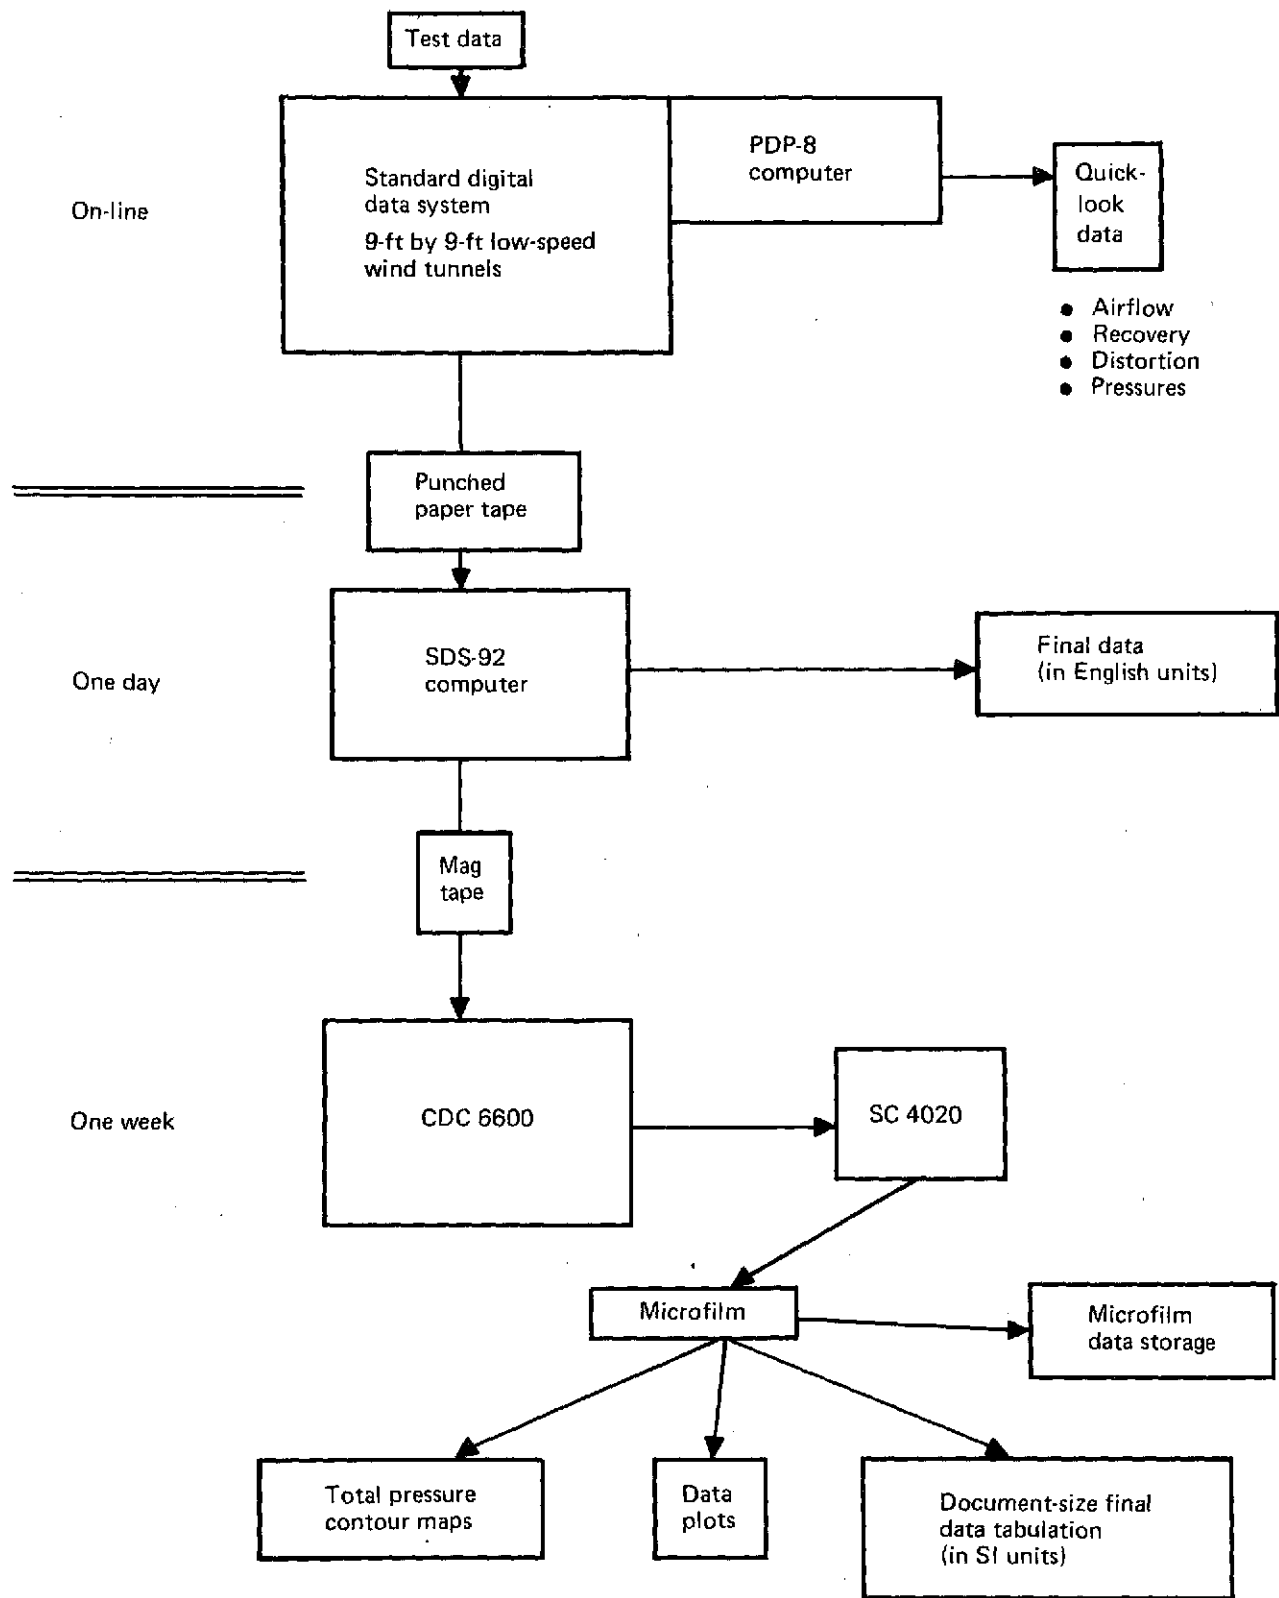 Test data
On-line
Standard digital
data system
9-ft by 9-ft low-speed
wind tunnels
PDP-8
computer
Quick-
look
data
● Airflow
● Recovery
● Distortion
● Pressures
Punched
paper tape
One day
SDS-92
computer
Final data
(in English units)
Mag
tape
One week
CDC 6600
SC 4020
Microfilm
Microfilm
data storage
Total pressure
contour maps
Data
plots
Document-size final
data tabulation
(in SI units)